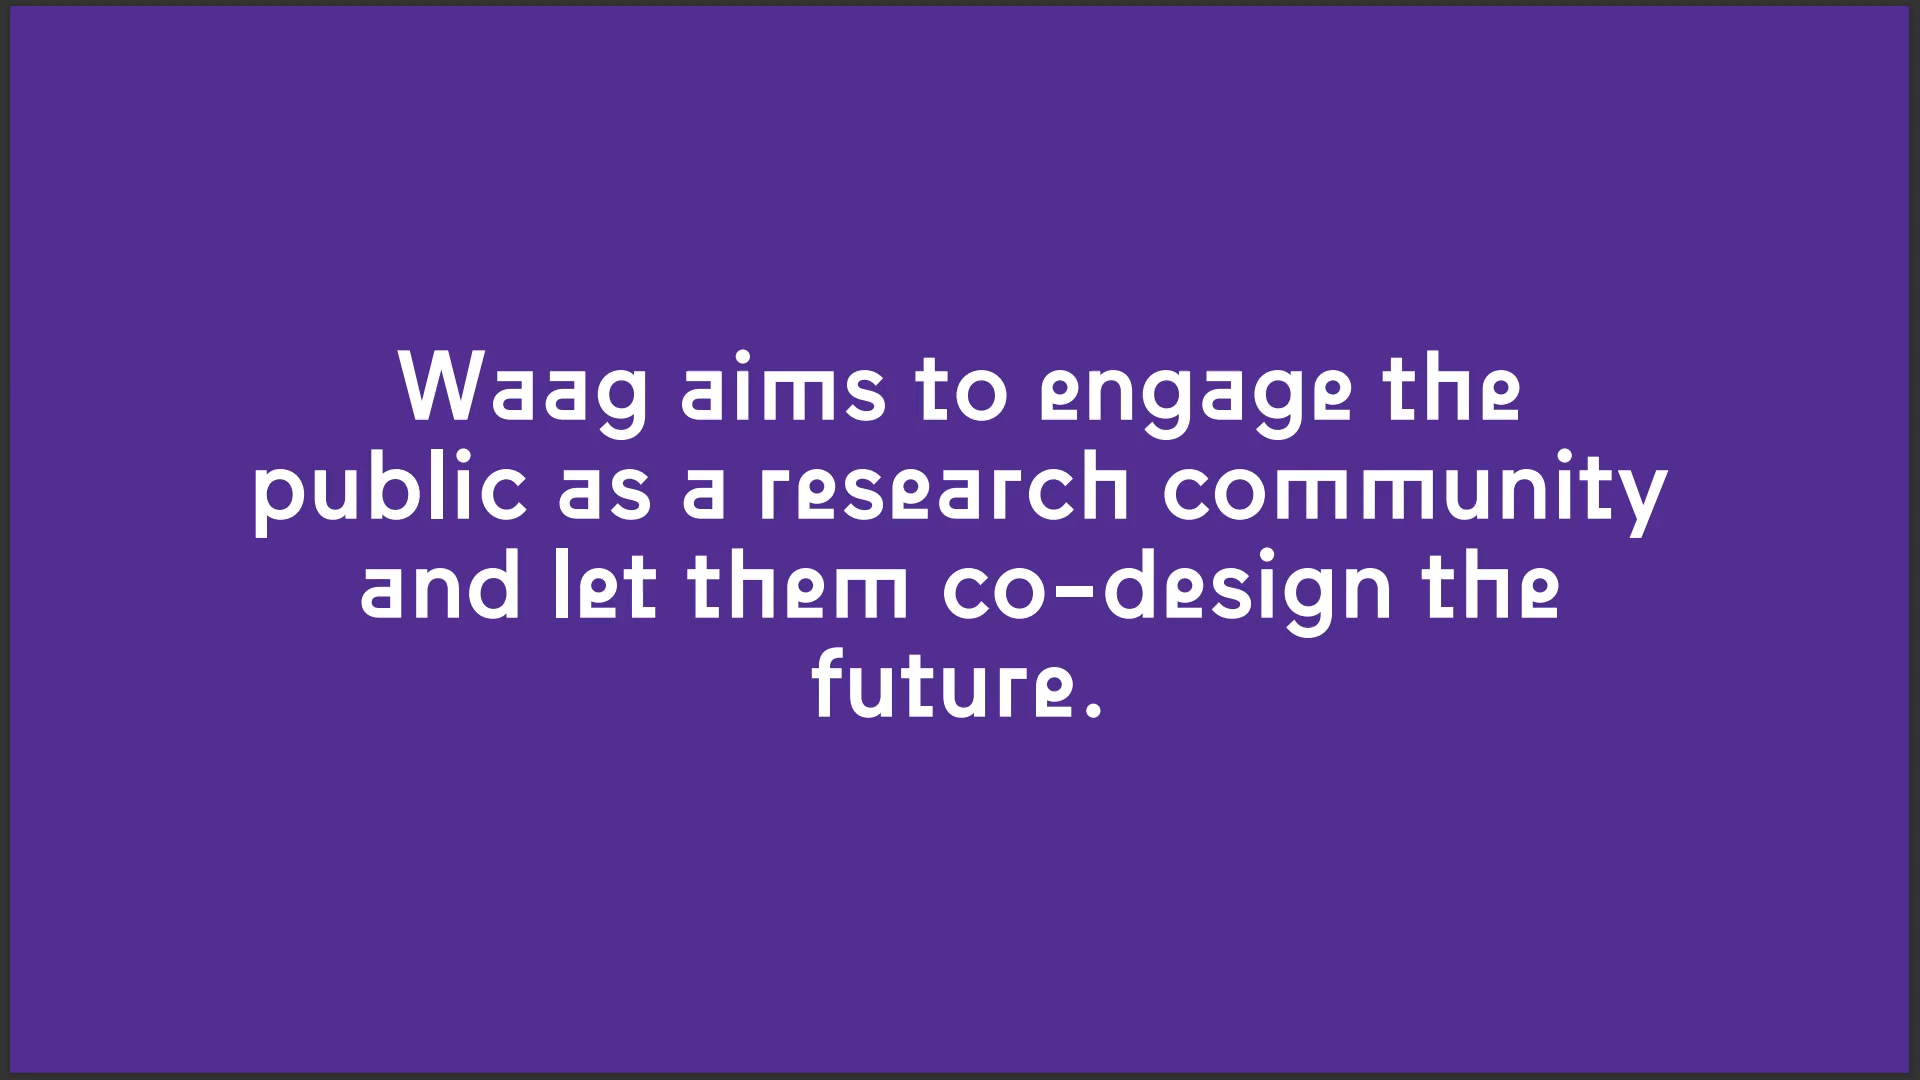 Waag aims to engage the
public as a research community
and let them co-design the
future.